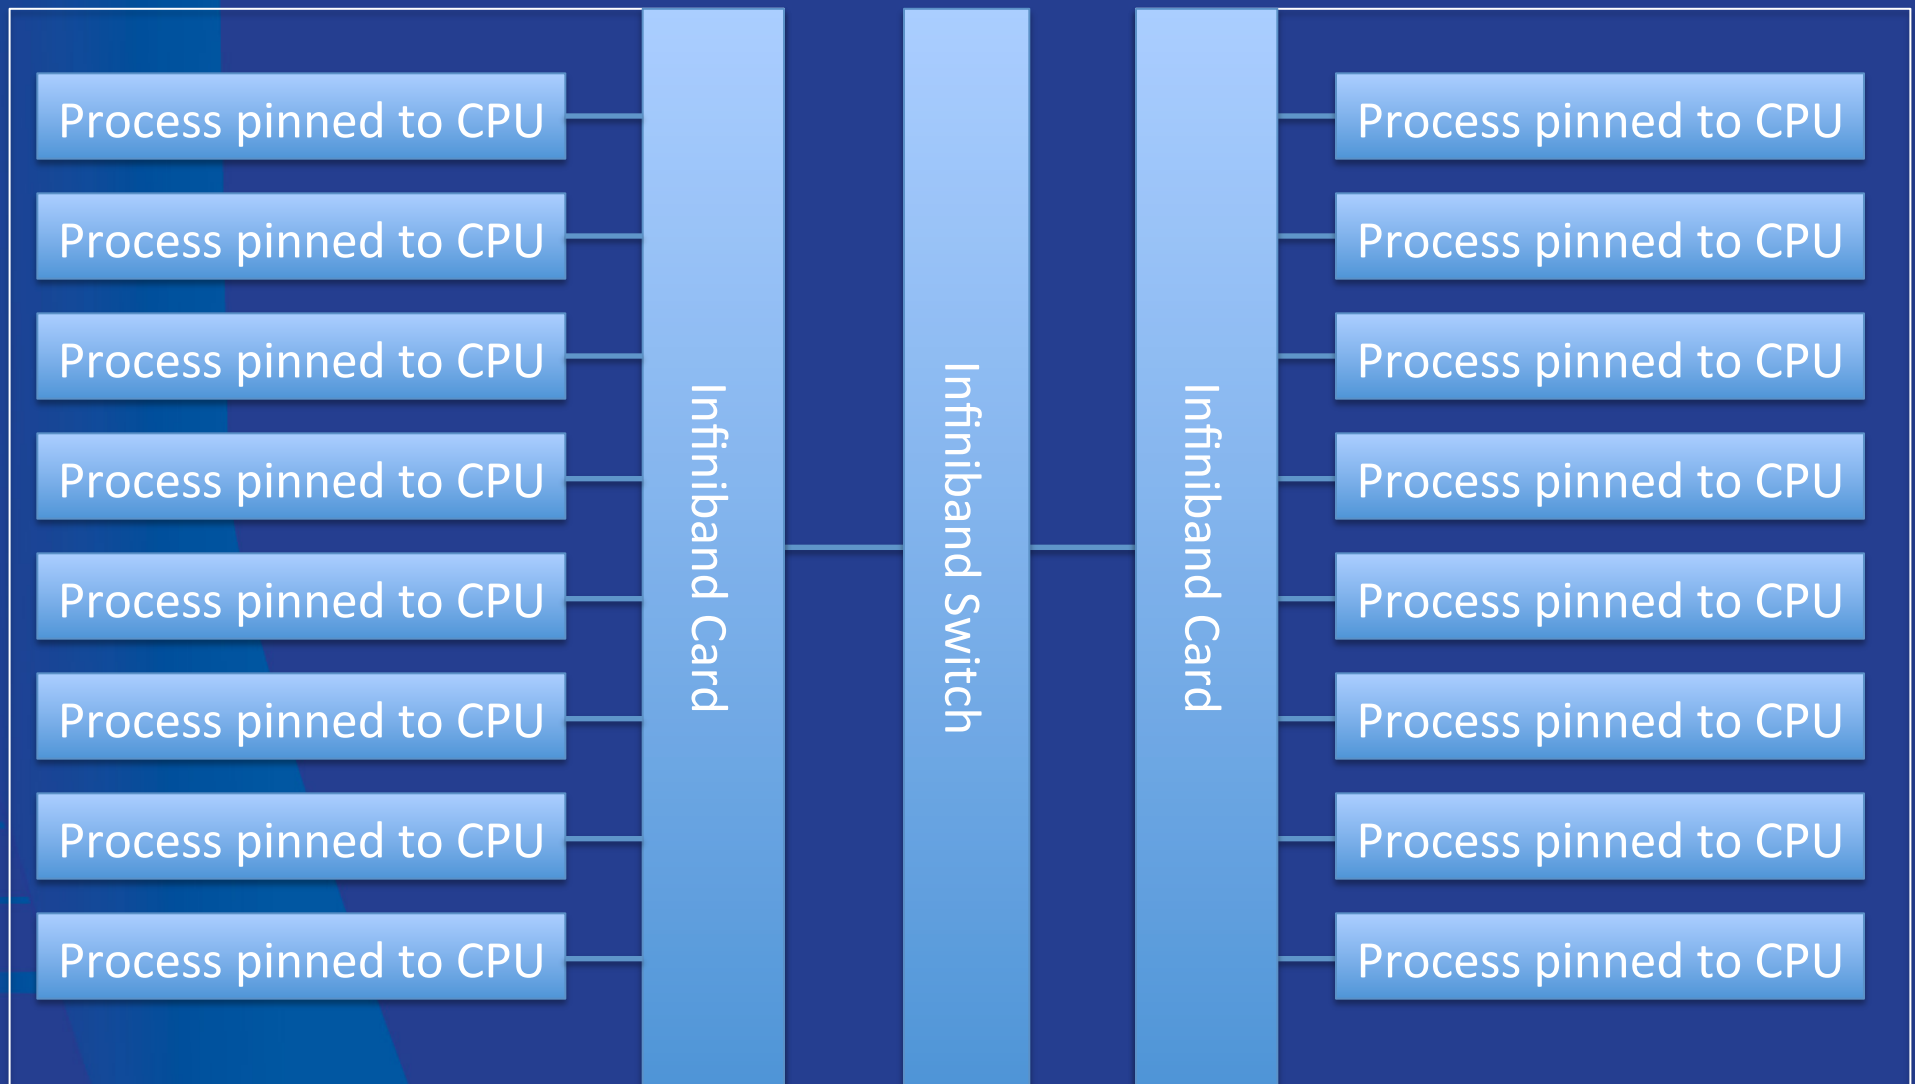 Process pinned to CPU
Process pinned to CPU
Process pinned to CPU
Process pinned to CPU
Process pinned to CPU
Process pinned to CPU
Process pinned to CPU
Process pinned to CPU
Infiniband Card
Infiniband Switch
Infiniband Card
Process pinned to CPU
Process pinned to CPU
Process pinned to CPU
Process pinned to CPU
Process pinned to CPU
Process pinned to CPU
Process pinned to CPU
Process pinned to CPU